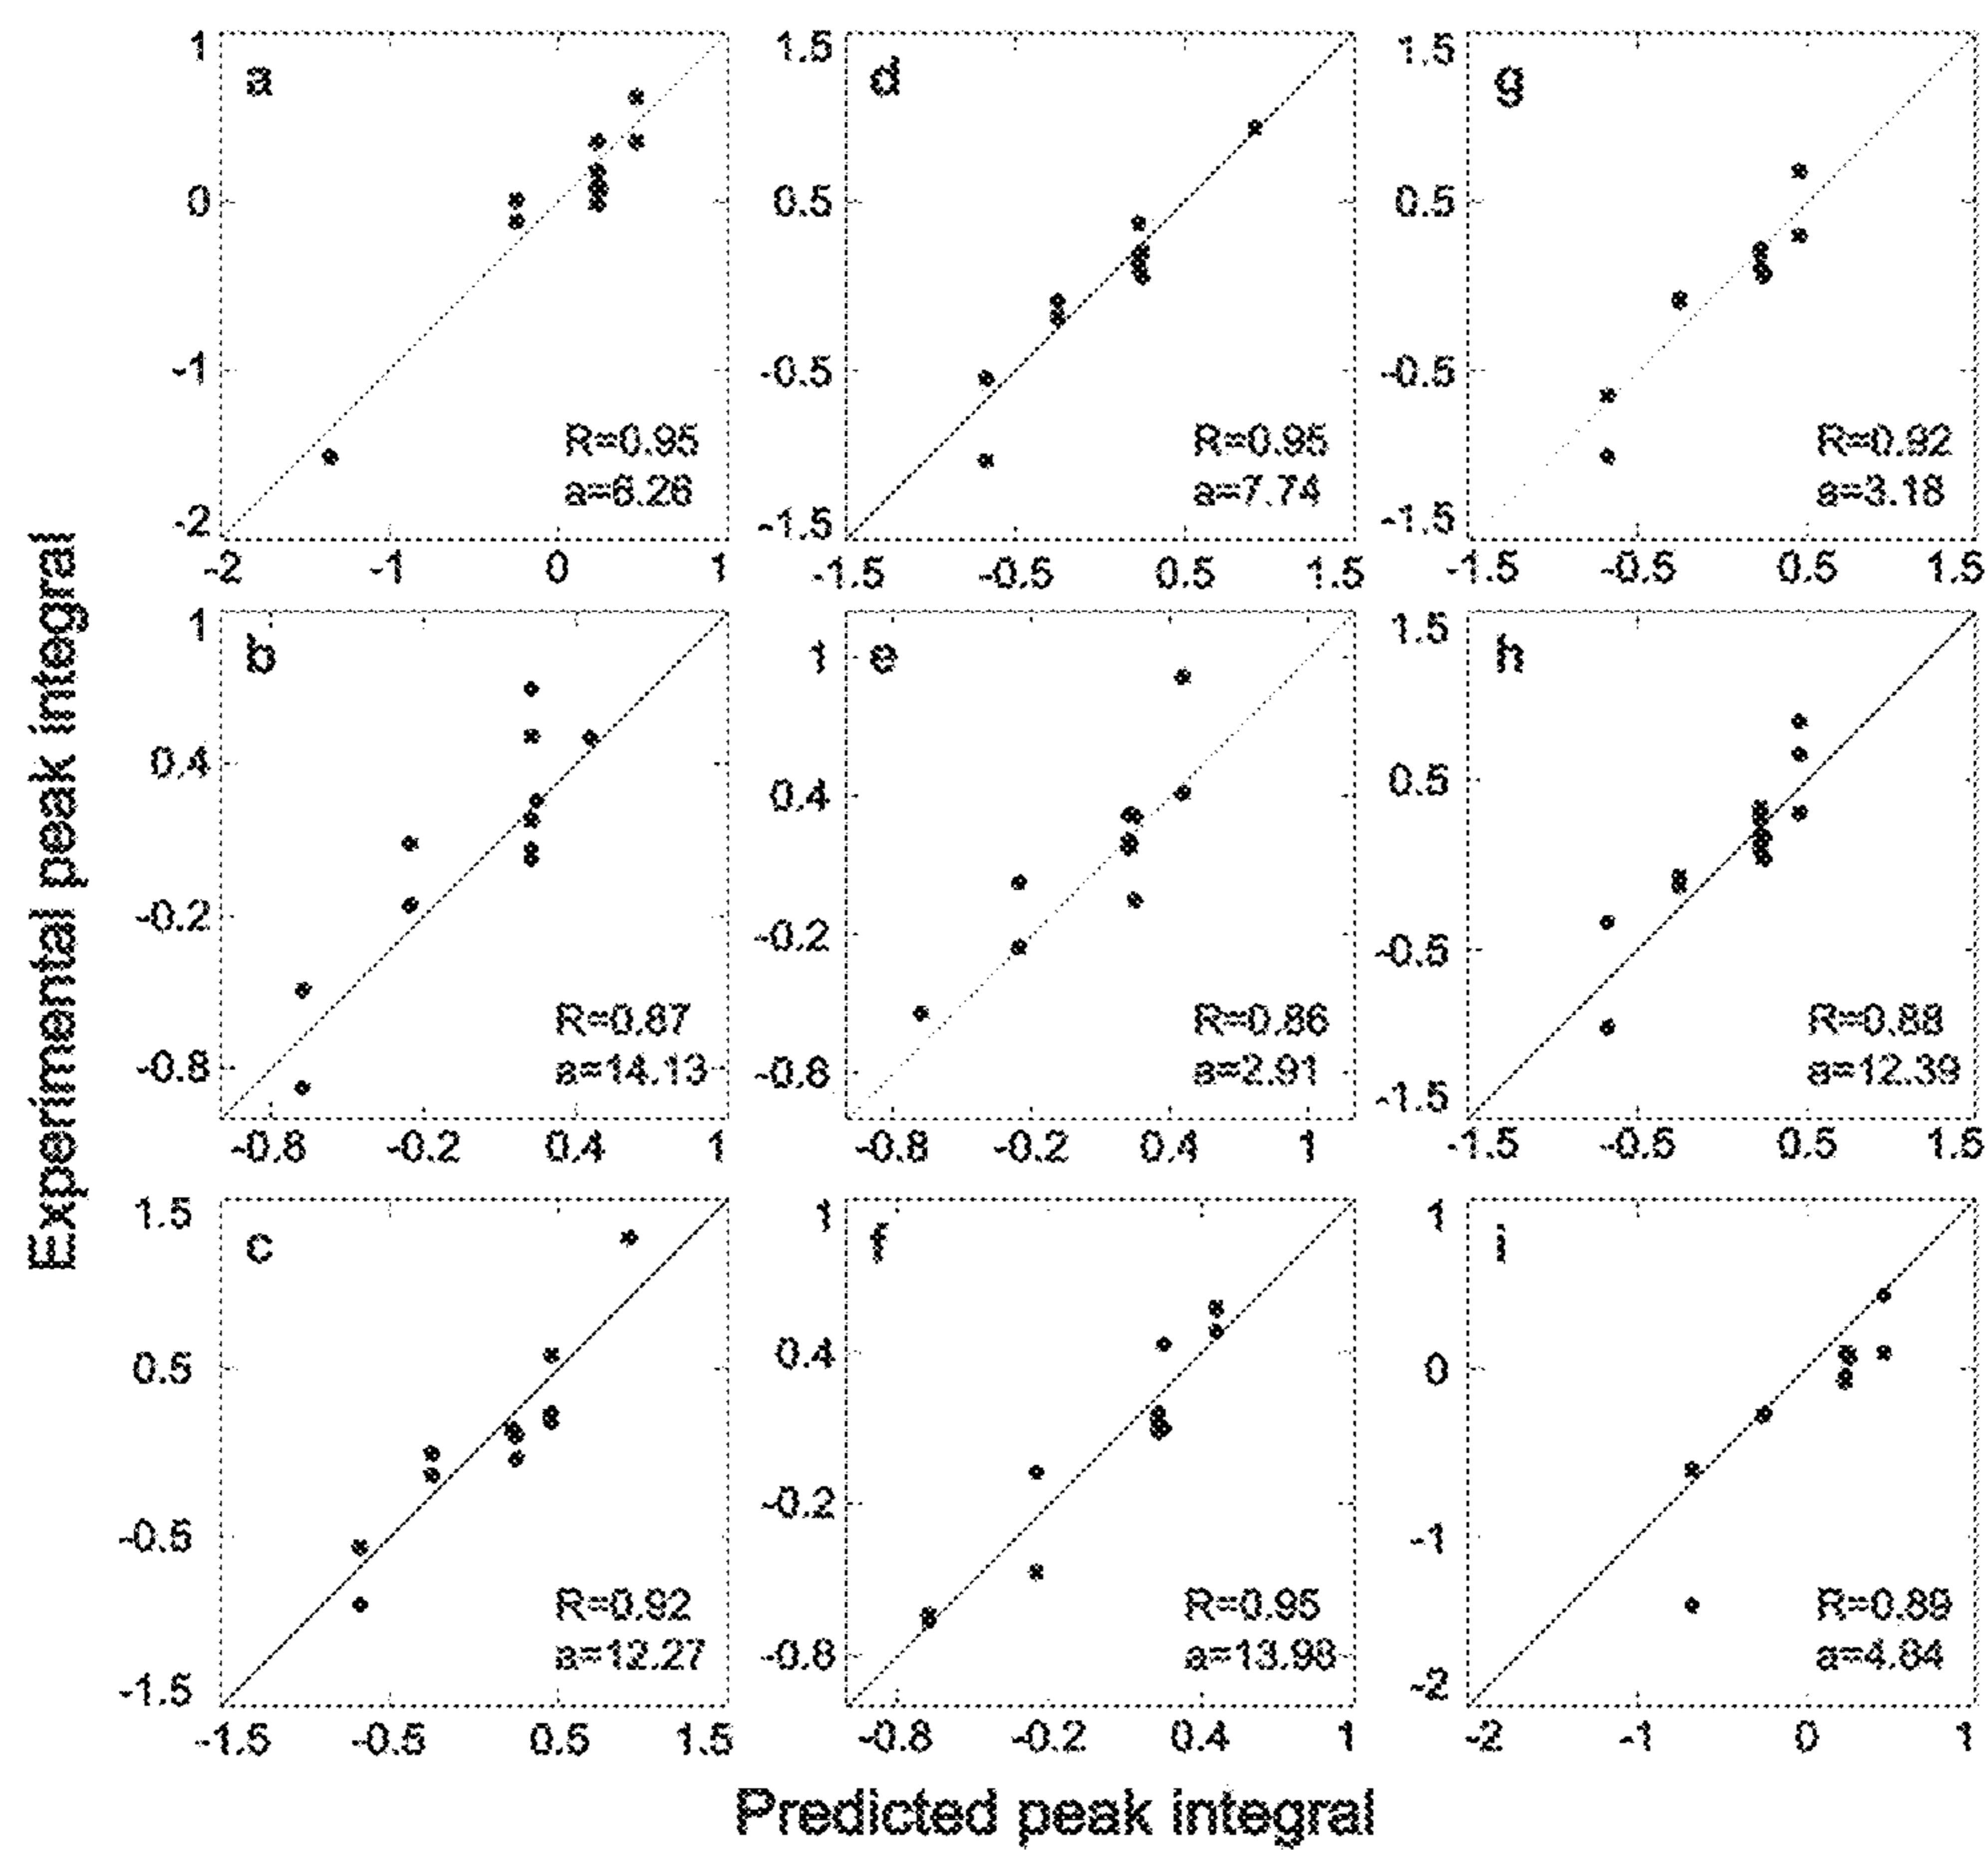 Experimental peak integral
a
1
0
-1
-2
-2
-1
0
1
R=0.95
a=6.28
d
1.5
0.5
-0.5
-1.5
-1.5
-0.5
0.5
1.5
R=0.95
a=7.74
g
1.5
0.5
-0.5
-1.5
-1.5
-0.5
0.5
1.5
R=0.92
a=3.18
b
1
0.4
-0.2
-0.8
-0.8
-0.2
0.4
1
R=0.87
a=14.13
e
1
0.4
-0.2
-0.8
-0.8
-0.2
0.4
1
R=0.86
a=2.91
h
1.5
0.5
-0.5
-1.5
-1.5
-0.5
0.5
1.5
R=0.88
a=12.39
c
1.5
0.5
-0.5
-1.5
-1.5
-0.5
0.5
1.5
R=0.92
a=12.27
f
1
0.4
-0.2
-0.8
-0.8
-0.2
0.4
1
R=0.95
a=13.98
i
1
0
-1
-2
-2
-1
0
1
R=0.89
a=4.84
Predicted peak integral